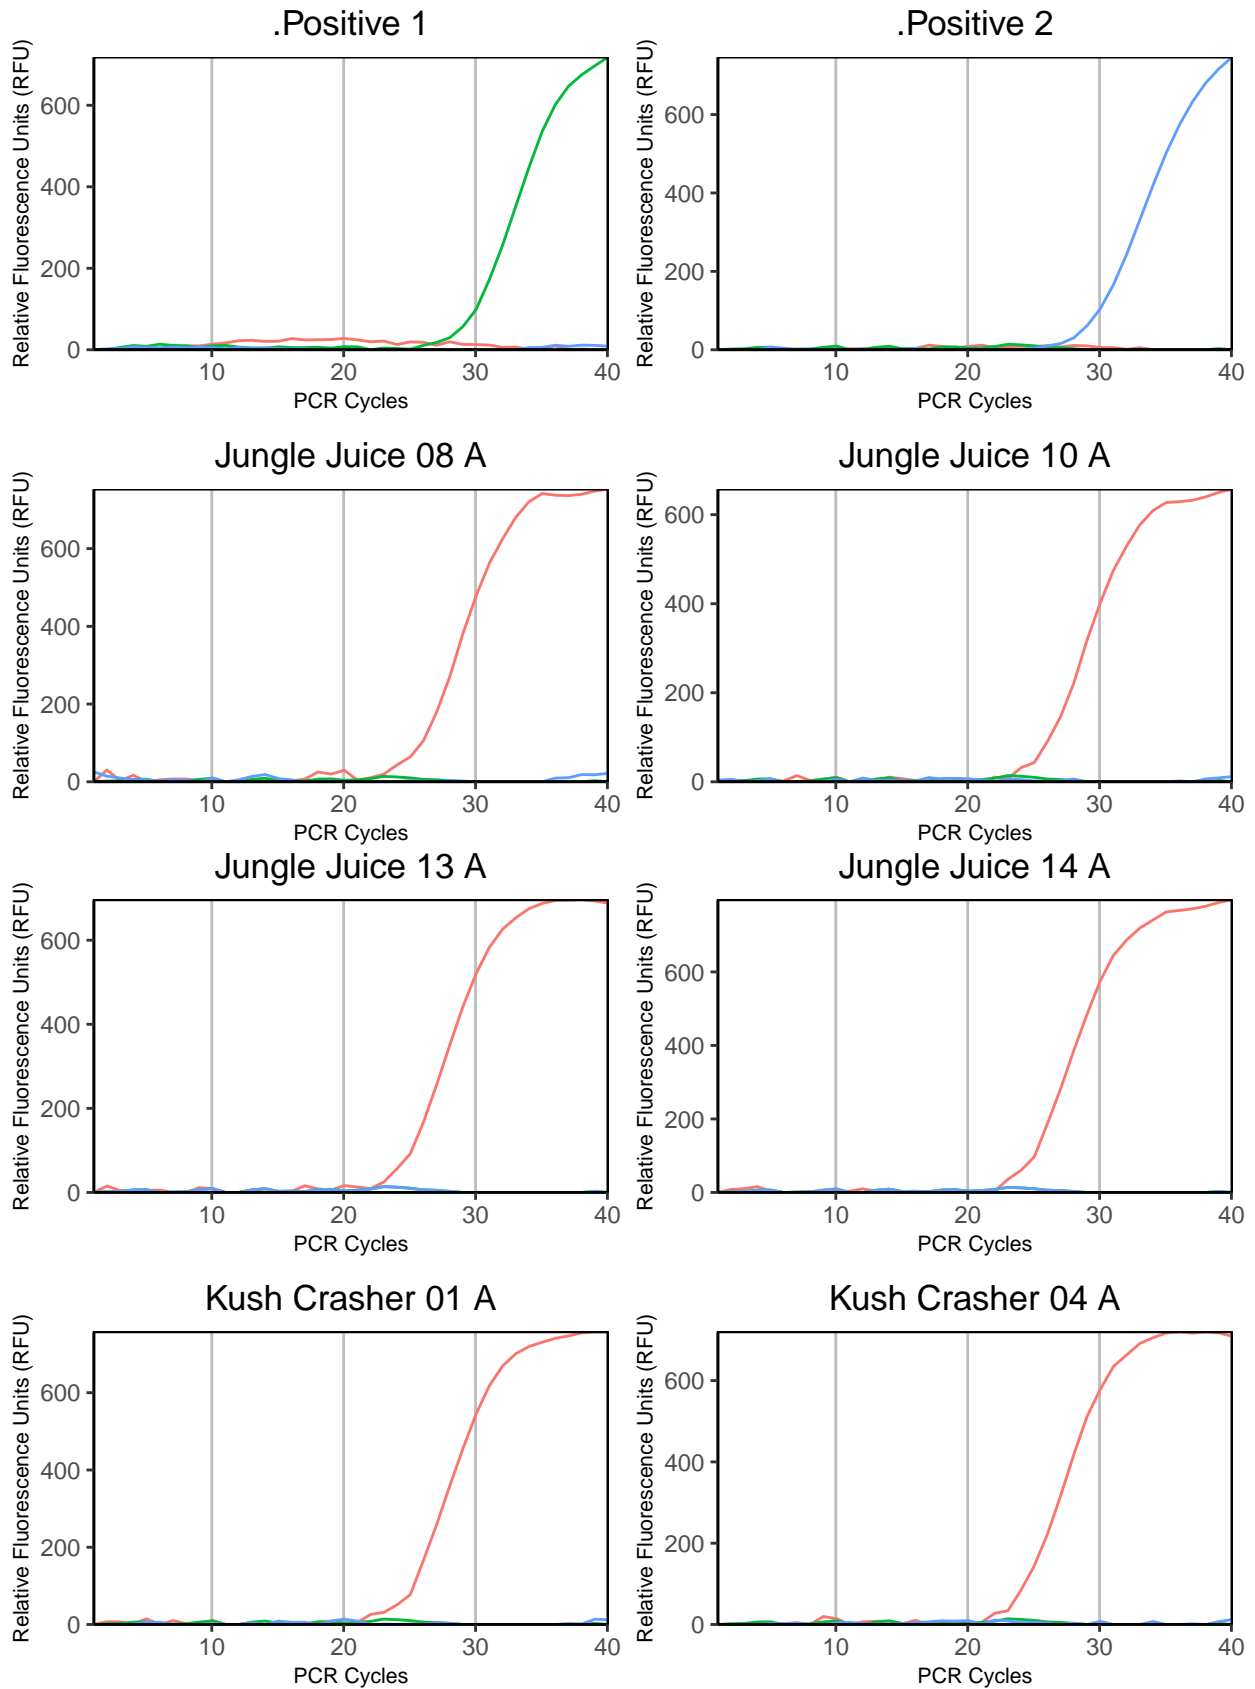 .Positive 1
Relative Fluorescence Units (RFU)
600
400
200
0
10
20
30
40
PCR Cycles
.Positive 2
Relative Fluorescence Units (RFU)
600
400
200
0
10
20
30
40
PCR Cycles
Jungle Juice 08 A
Relative Fluorescence Units (RFU)
600
400
200
0
10
20
30
40
PCR Cycles
Jungle Juice 10 A
Relative Fluorescence Units (RFU)
600
400
200
0
10
20
30
40
PCR Cycles
Jungle Juice 13 A
Relative Fluorescence Units (RFU)
600
400
200
0
10
20
30
40
PCR Cycles
Jungle Juice 14 A
Relative Fluorescence Units (RFU)
600
400
200
0
10
20
30
40
PCR Cycles
Kush Crasher 01 A
Relative Fluorescence Units (RFU)
600
400
200
0
10
20
30
40
PCR Cycles
Kush Crasher 04 A
Relative Fluorescence Units (RFU)
600
400
200
0
10
20
30
40
PCR Cycles